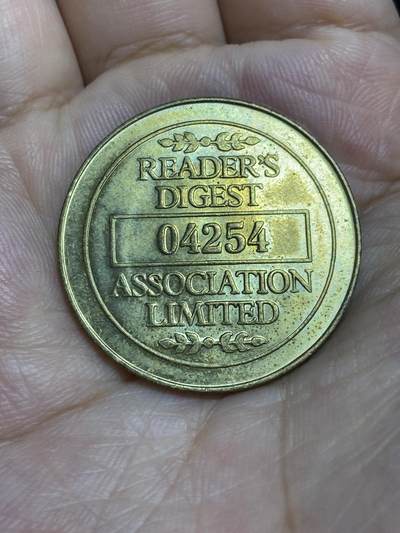 READER'S
DIGEST
04254
ASSOCIATION
LIMITED